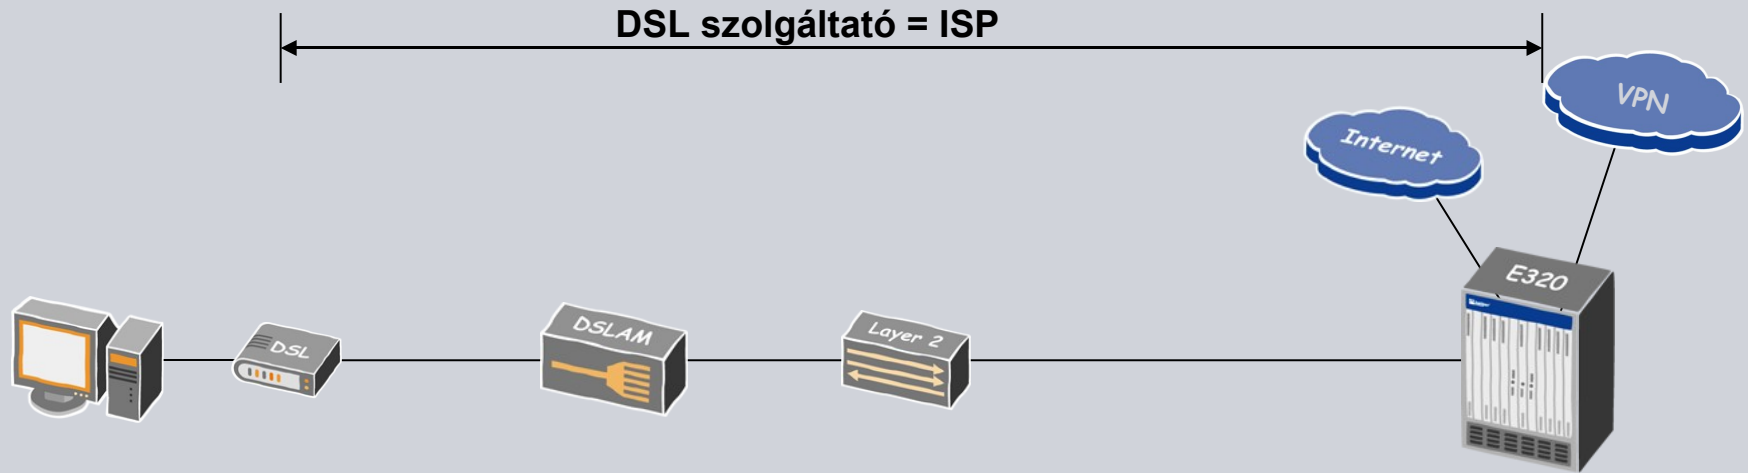 DSL szolgáltató = ISP
VPN
Internet
E320
DSL
DSLAM
Layer 2